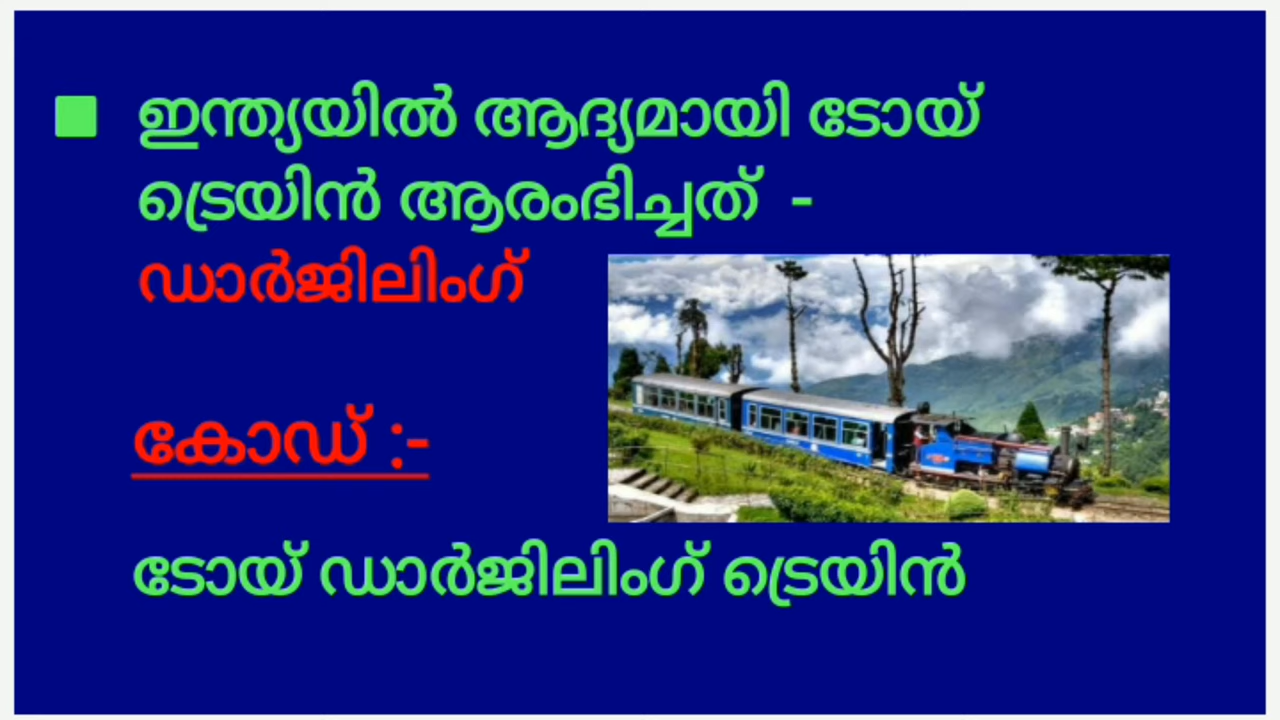 ഇന്ത്യയിൽ ആദ്യമായി ടോയ്
ട്രെയിൻ ആരംഭിച്ചത് -
ഡാർജിലിംഗ്
കോഡ് :-
ടോയ് ഡാർജിലിംഗ് ട്രെയിൻ